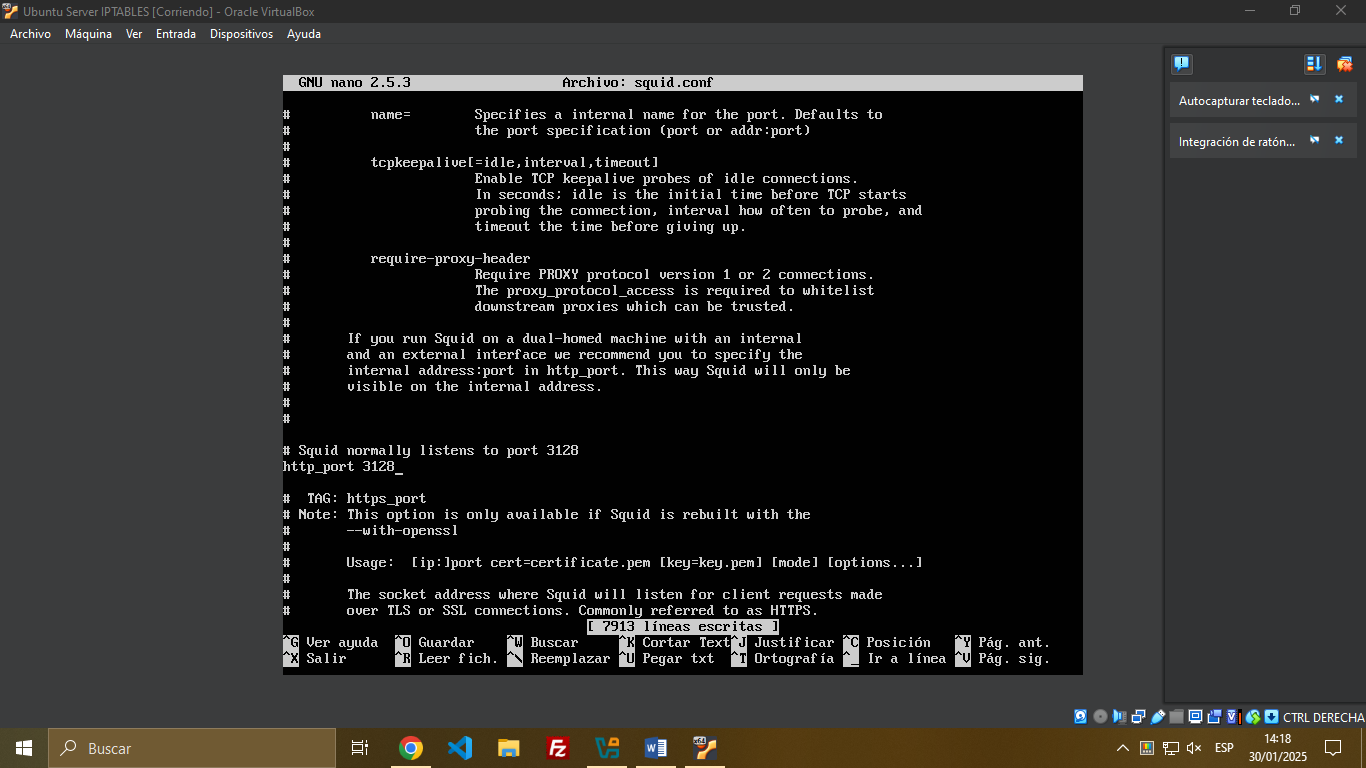 Ubuntu Server IPTABLES [Corriendo] - Oracle VirtualBox
Archivo Máquina Ver Entrada Dispositivos Ayuda
GNU nano 2.5.3 Archivo: squid.conf
# name= Specifies a internal name for the port. Defaults to
# the port specification (port or addr:port)
#
# tcpkeepalive[=idle,interval,timeout]
# Enable TCP keepalive probes of idle connections.
# In seconds; idle is the initial time before TCP starts
# probing the connection, interval how often to probe, and
# timeout the time before giving up.
#
# require-proxy-header
# Require PROXY protocol version 1 or 2 connections.
# The proxy_protocol_access is required to whitelist
# downstream proxies which can be trusted.
#
# If you run Squid on a dual-homed machine with an internal
# and an external interface we recommend you to specify the
# internal address:port in http_port. This way Squid will only be
# visible on the internal address.
#
#
# Squid normally listens to port 3128
http_port 3128_
# TAG: https_port
# Note: This option is only available if Squid is rebuilt with the
# --with-openssl
#
# Usage: [ip:]port cert=certificate.pem [key=key.pem] [mode] [options...]
#
# The socket address where Squid will listen for client requests made
# over TLS or SSL connections. Commonly referred to as HTTPS.
[ 7913 líneas escritas ]
^G Ver ayuda ^O Guardar ^W Buscar ^K Cortar Text ^J Justificar ^C Posición ^Y Pág. ant.
^X Salir ^R Leer fich. ^\ Reemplazar ^U Pegar txt ^T Ortografía ^_ Ir a línea ^V Pág. sig.
Autocapturar teclado...
Integración de ratón...
CTRL DERECHA
Buscar
ESP
14:18
30/01/2025